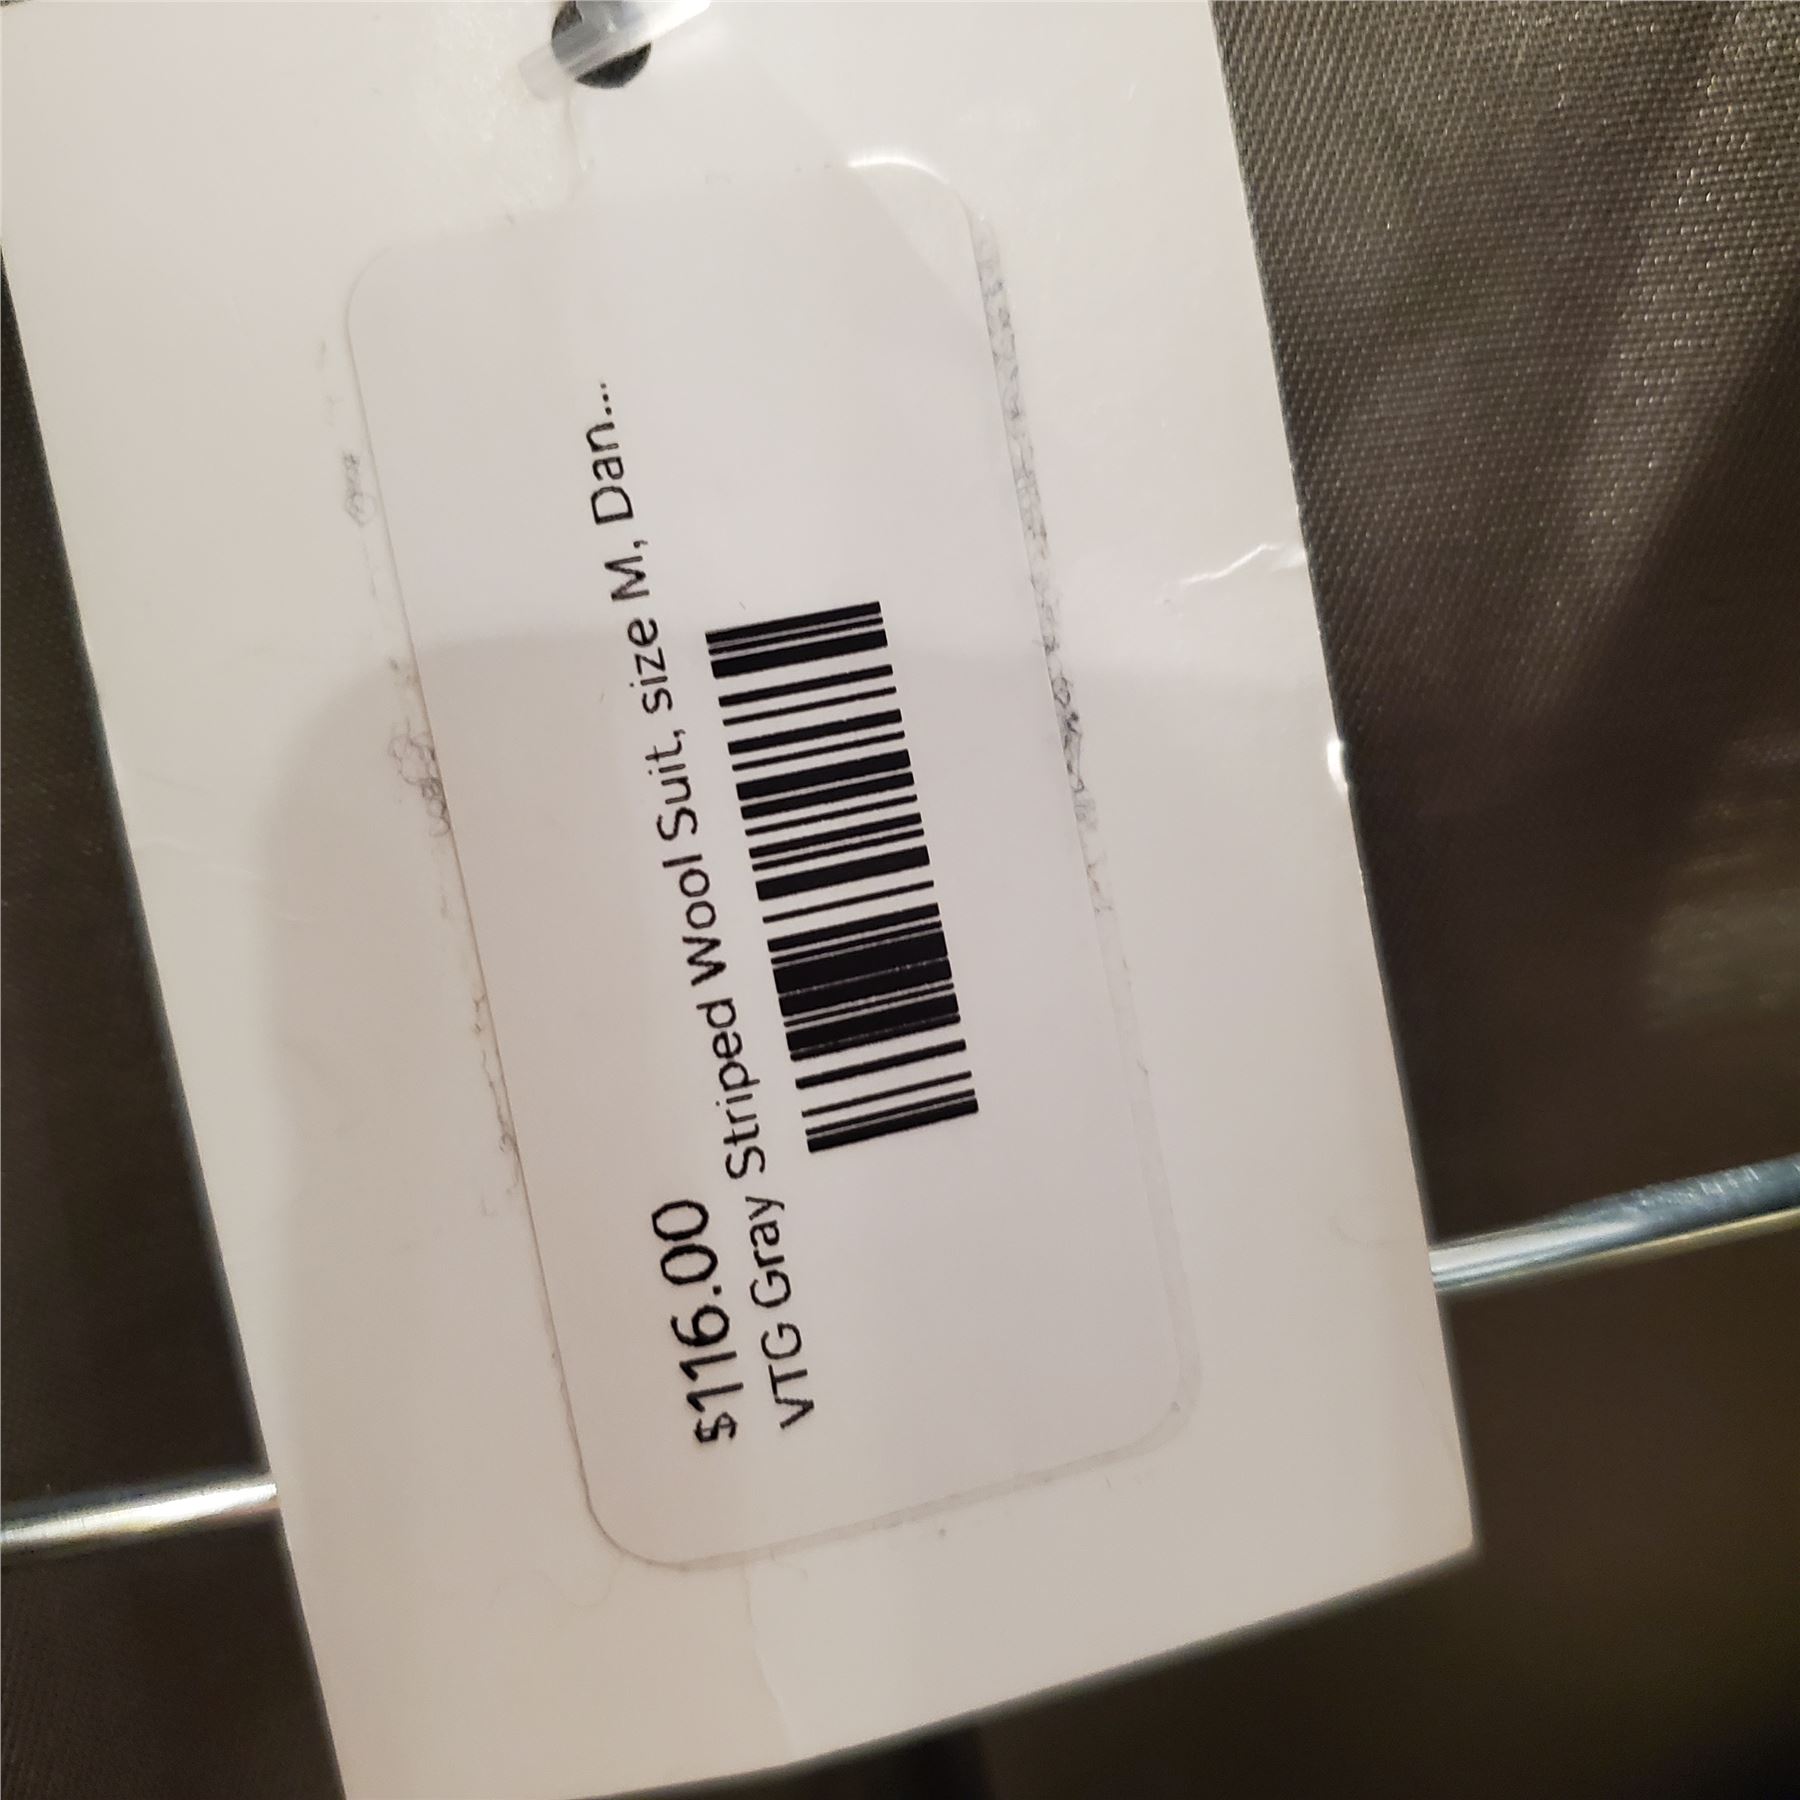 $116.00
VTG Gray Striped Wool Suit, size M, Dan...